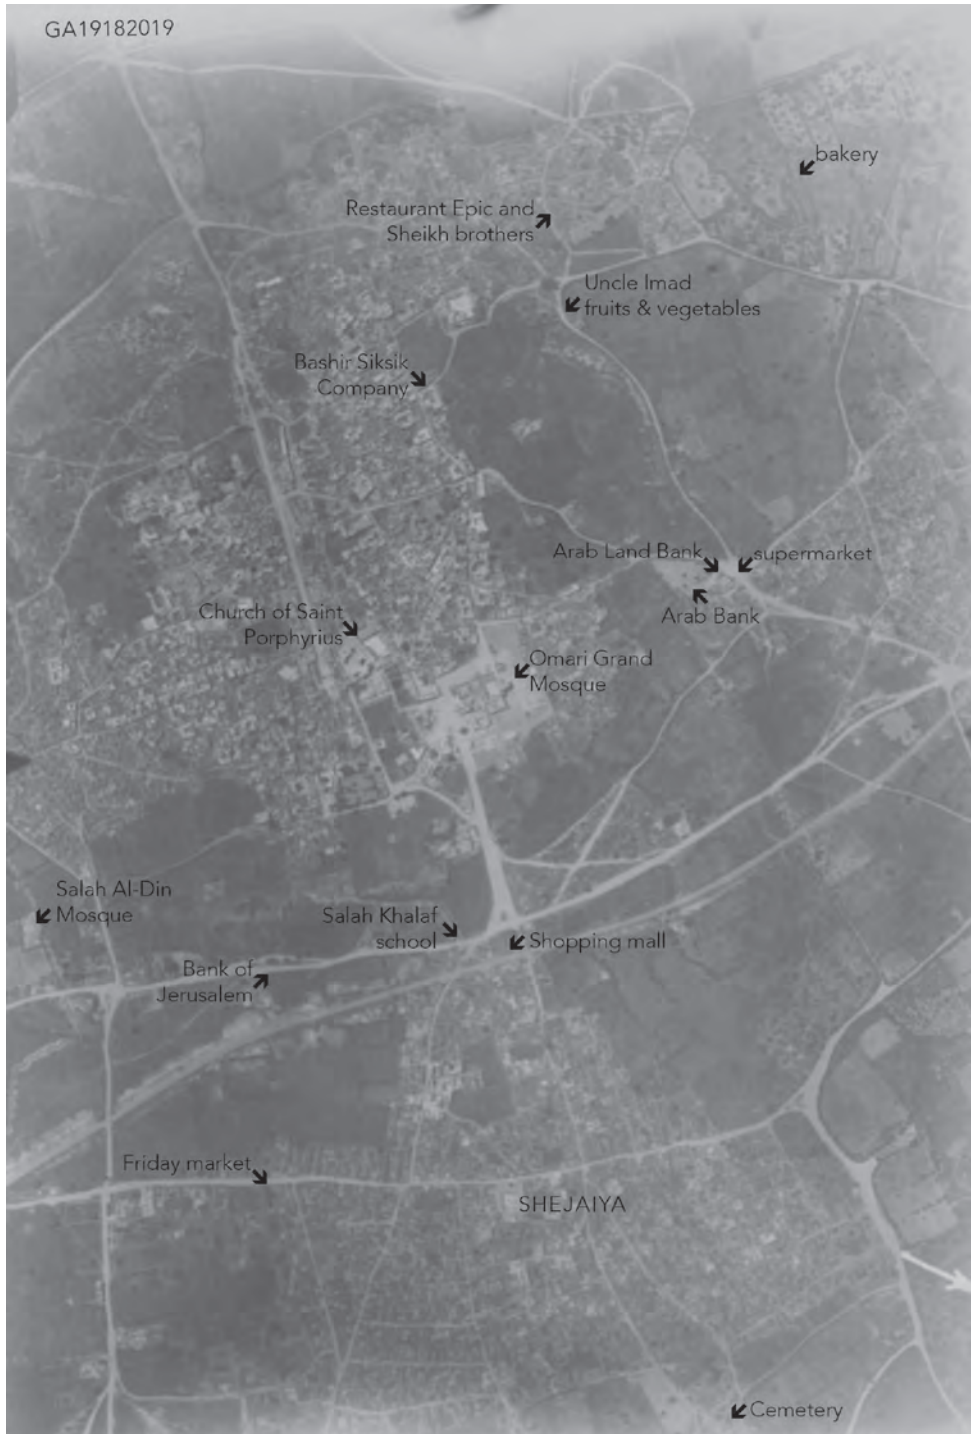 GA19182019
bakery
Restaurant Epic and
Sheikh brothers
Uncle Imad
fruits & vegetables
Bashir Siksik
Company
Arab Land Bank
supermarket
Church of Saint
Porphyrius
Arab Bank
Omari Grand
Mosque
Salah Al-Din
Mosque
Salah Khalaf
school
Shopping mall
Bank of
Jerusalem
Friday market
SHEJAIYA
Cemetery